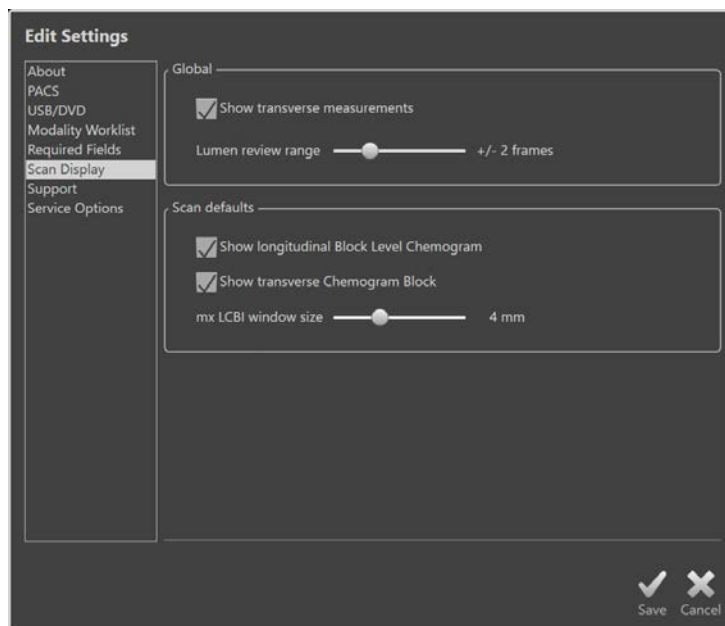 Edit Settings
About
PACS
USB/DVD
Modality Worklist
Required Fields
Scan Display
Support
Service Options
Global
Show transverse measurements
Lumen review range +/- 2 frames
Scan defaults
Show longitudinal Block Level Chemogram
Show transverse Chemogram Block
mx LCBI window size 4 mm
Save Cancel